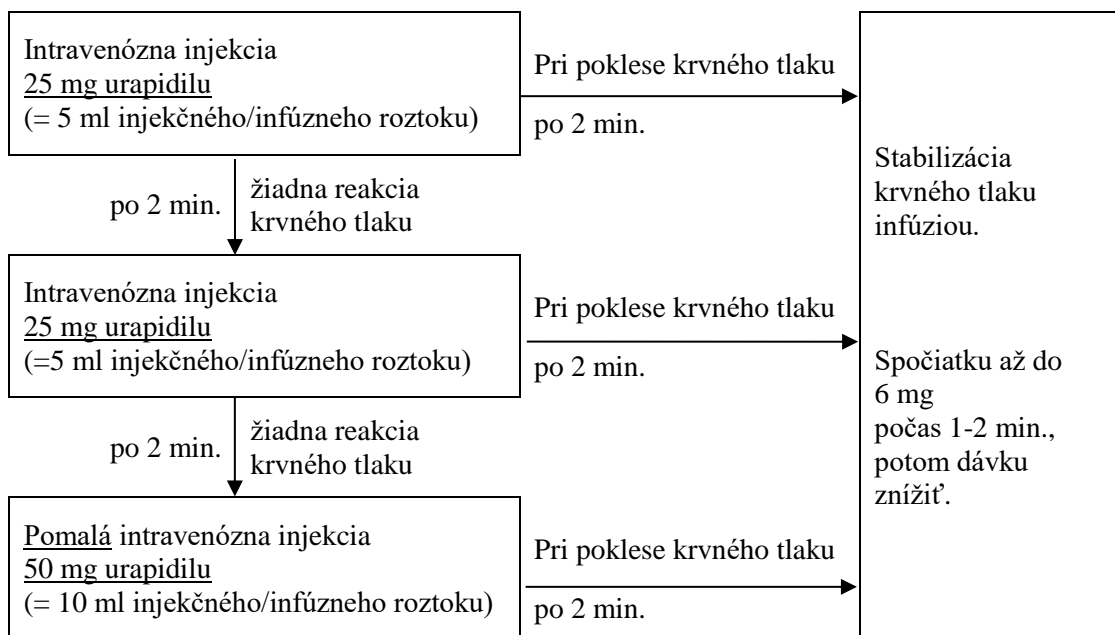 Intravenózna injekcia
25 mg urapidilu
(= 5 ml injekčného/infúzneho roztoku)
Pri poklese krvného tlaku
po 2 min.
po 2 min.
žiadna reakcia
krvného tlaku
Intravenózna injekcia
25 mg urapidilu
(=5 ml injekčného/infúzneho roztoku)
Pri poklese krvného tlaku
po 2 min.
po 2 min.
žiadna reakcia
krvného tlaku
Pomalá intravenózna injekcia
50 mg urapidilu
(= 10 ml injekčného/infúzneho roztoku)
Pri poklese krvného tlaku
po 2 min.
Stabilizácia
krvného tlaku
infúziou.
Spočiatku až do
6 mg
počas 1-2 min.,
potom dávku
znížiť.